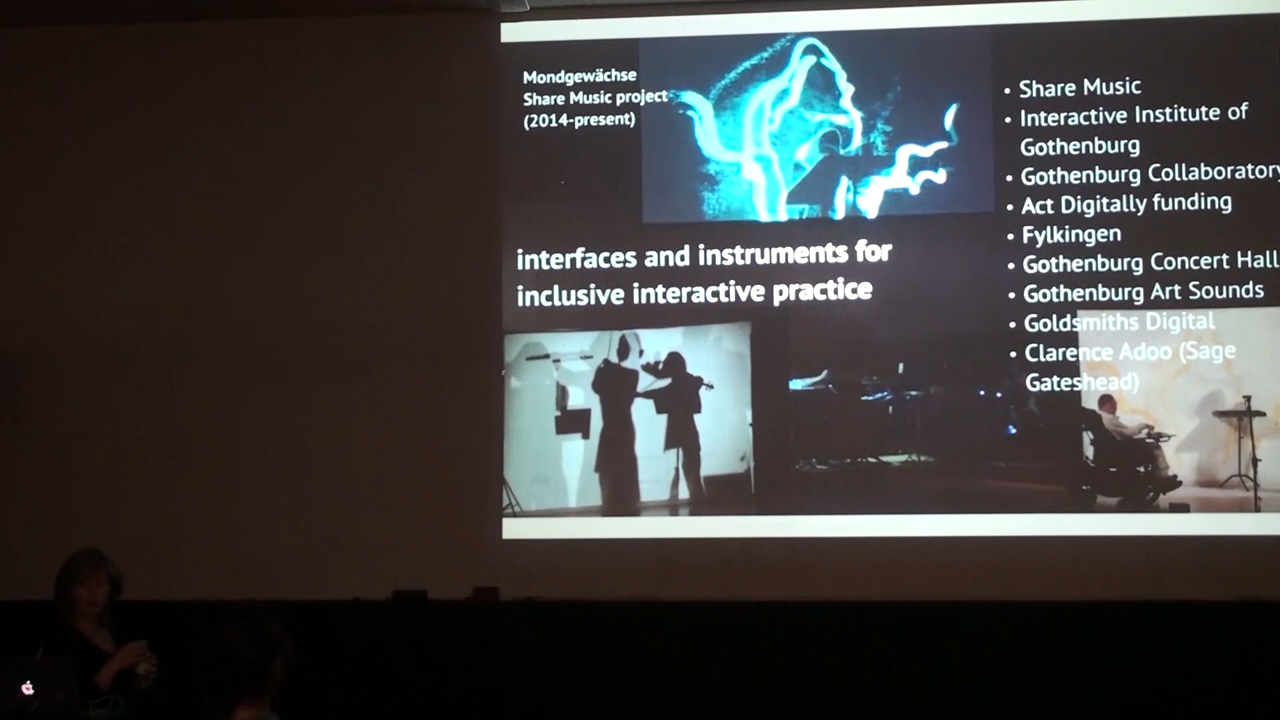 Mondgewächse
Share Music project
(2014-present)
interfaces and instruments for
inclusive interactive practice
• Share Music
• Interactive Institute of
Gothenburg
• Gothenburg Collaboratory
• Act Digitally funding
• Fylkingen
• Gothenburg Concert Hall
• Gothenburg Art Sounds
• Goldsmiths Digital
• Clarence Adoo (Sage
Gateshead)